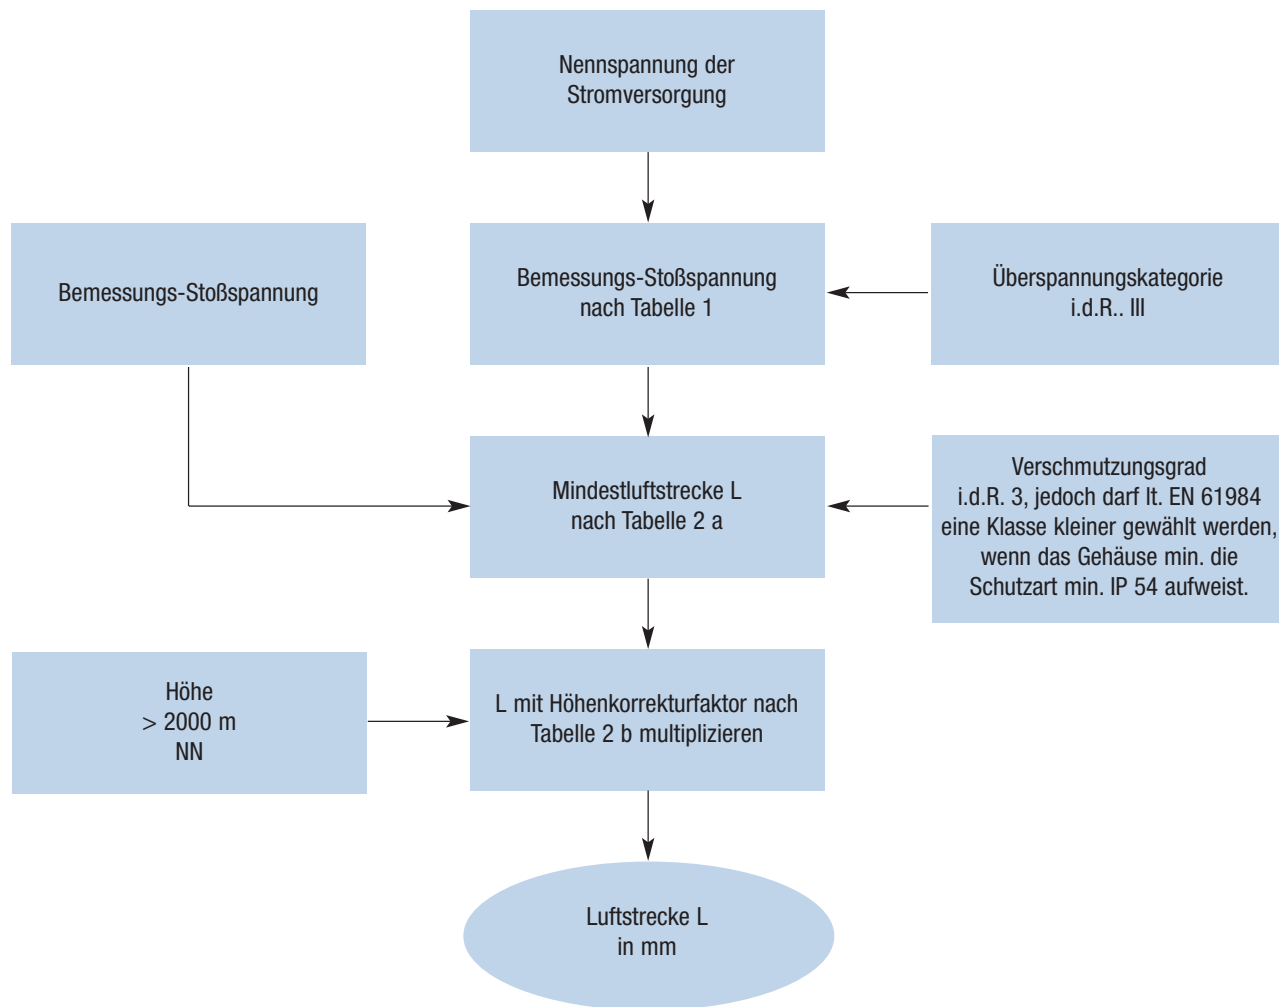 Nennspannung der
Stromversorgung
Bemessungs-Stoßspannung
Bemessungs-Stoßspannung
nach Tabelle 1
Überspannungskategorie
i.d.R.. III
Mindestluftstrecke L
nach Tabelle 2 a
Verschmutzungsgrad
i.d.R. 3, jedoch darf lt. EN 61984
eine Klasse kleiner gewählt werden,
wenn das Gehäuse min. die
Schutzart min. IP 54 aufweist.
Höhe
> 2000 m
NN
L mit Höhenkorrekturfaktor nach
Tabelle 2 b multiplizieren
Luftstrecke L
in mm